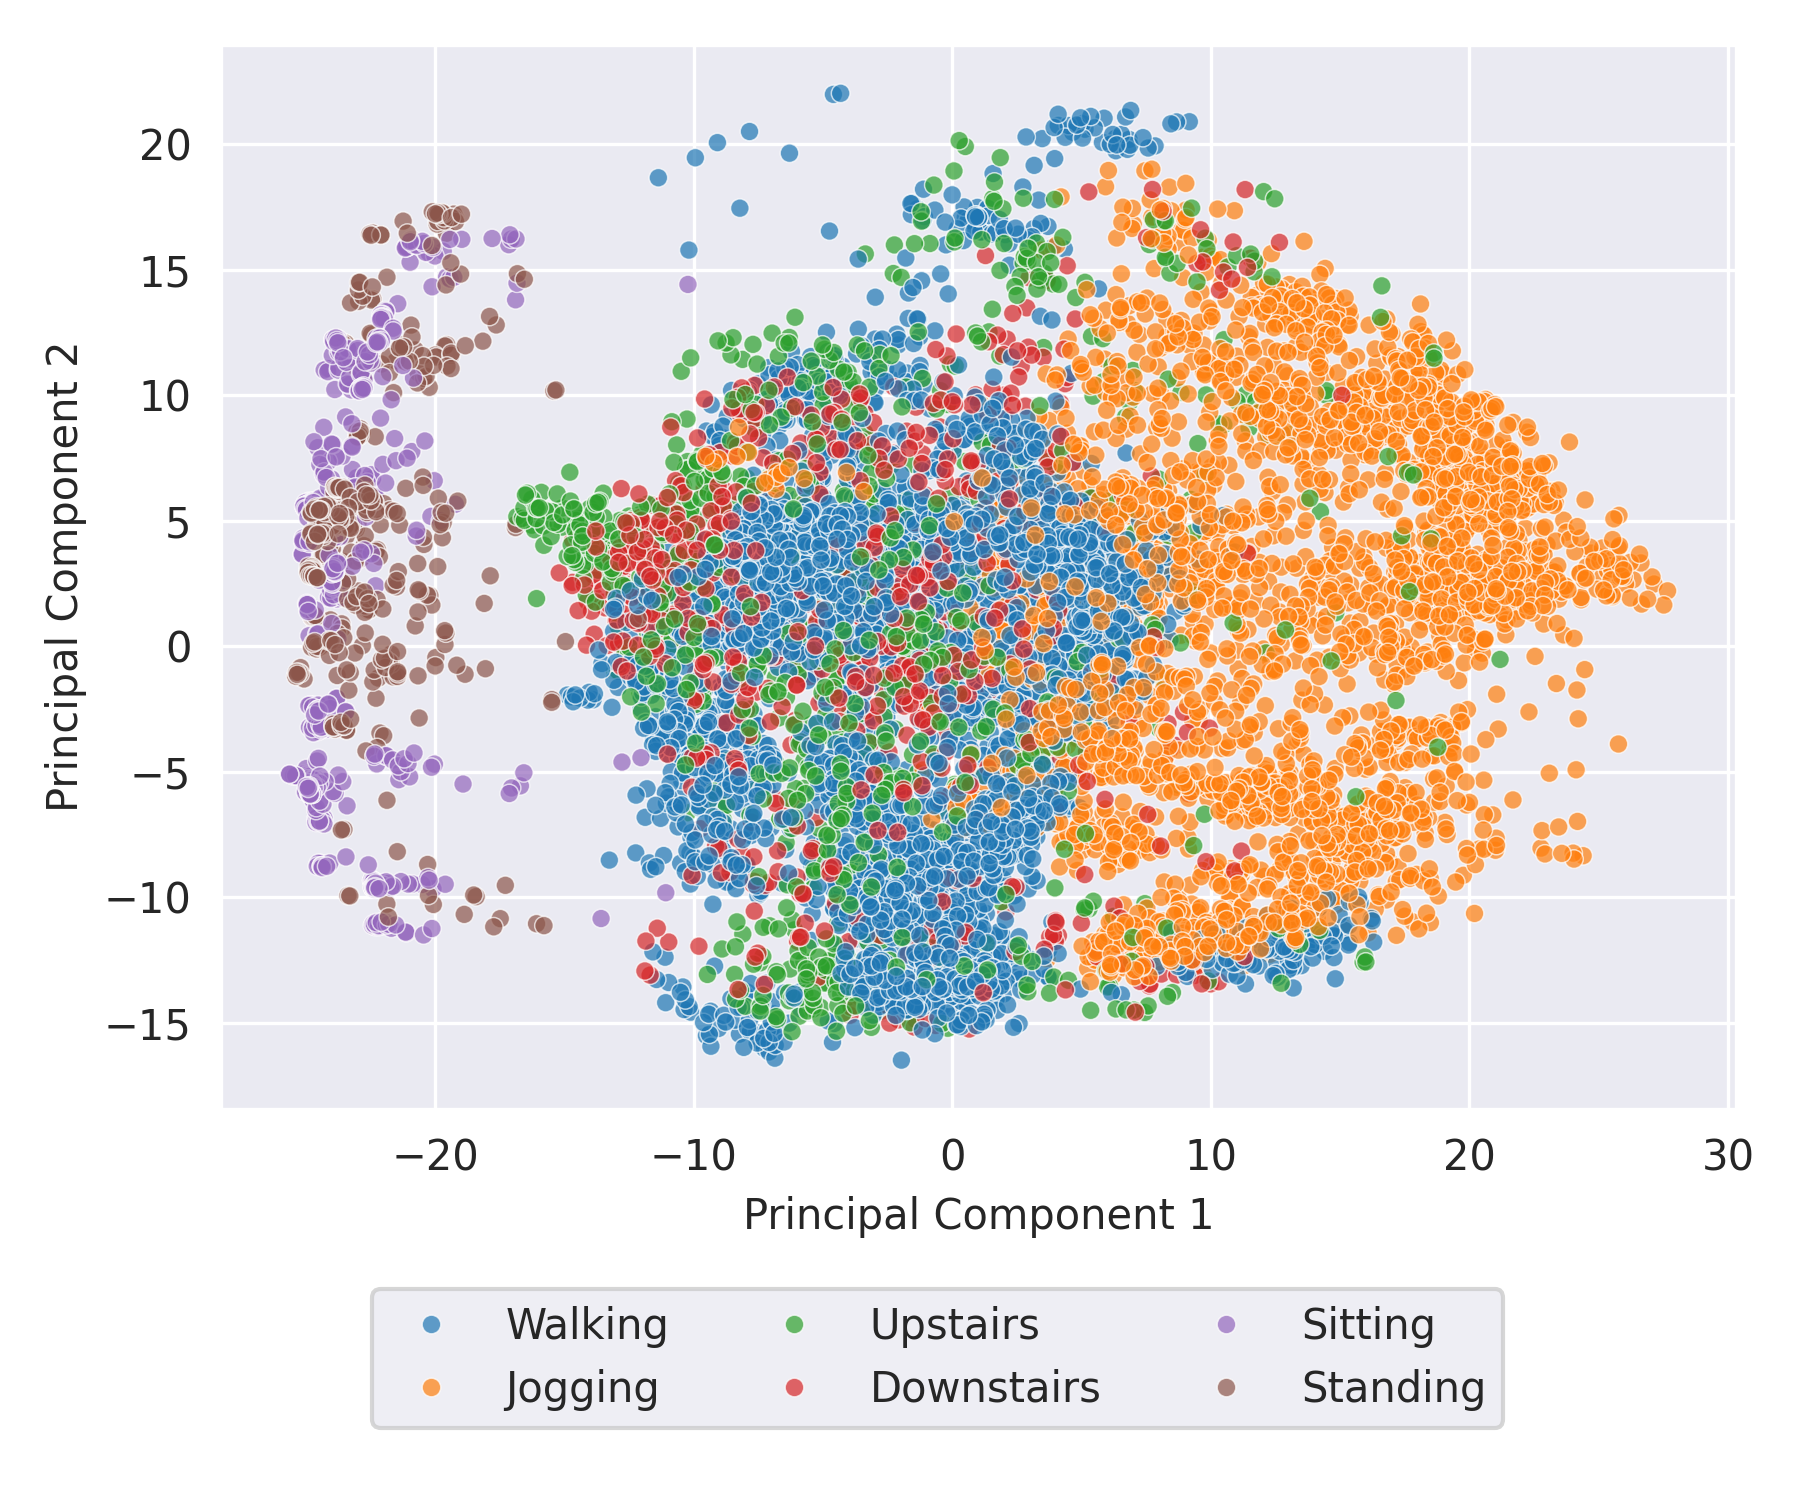 20
15
10
5
0
−5
−10
−15
Principal Component 2
−20 −10 0 10 20 30
Principal Component 1
Walking Upstairs Sitting
Jogging Downstairs Standing